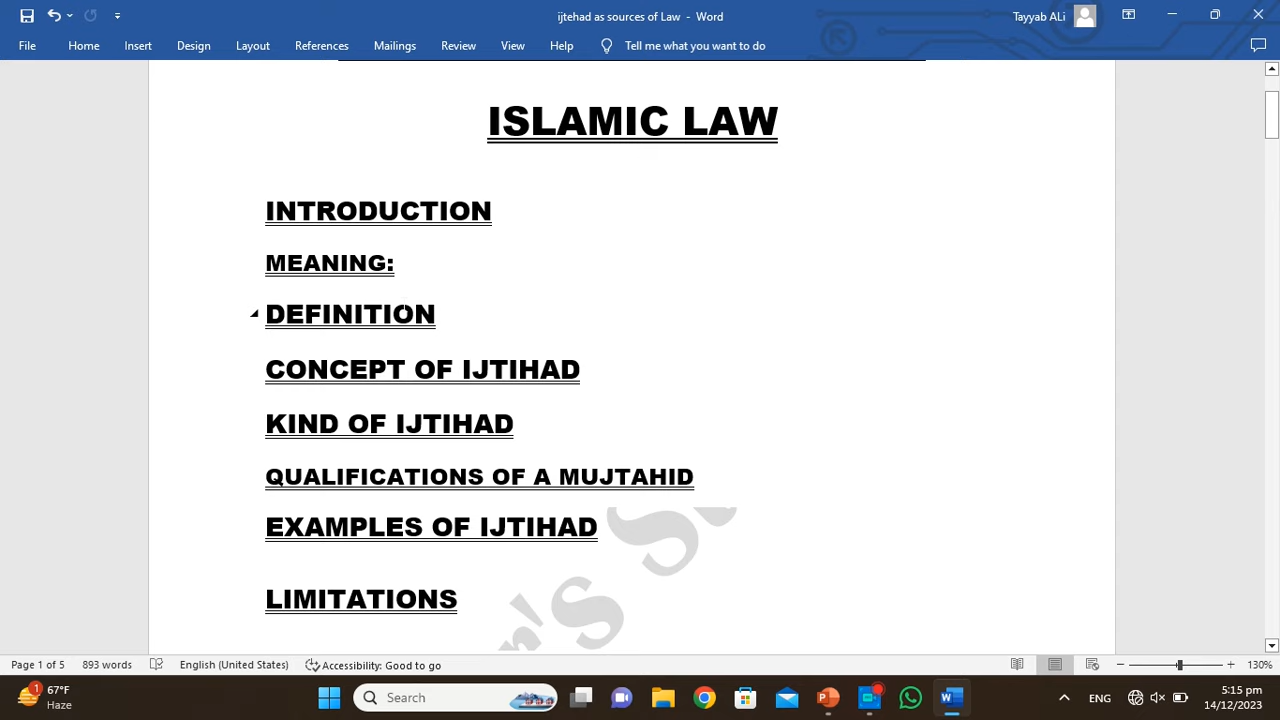 ijtehad as sources of Law - Word
Tayyab ALi
File Home Insert Design Layout References Mailings Review View Help Tell me what you want to do
ISLAMIC LAW
INTRODUCTION
MEANING:
DEFINITION
CONCEPT OF IJTIHAD
KIND OF IJTIHAD
QUALIFICATIONS OF A MUJTAHID
EXAMPLES OF IJTIHAD
LIMITATIONS
Page 1 of 5 893 words English (United States) Accessibility: Good to go 130%
1 67°F
Haze
Search
ENG
5:15 pm
14/12/2023